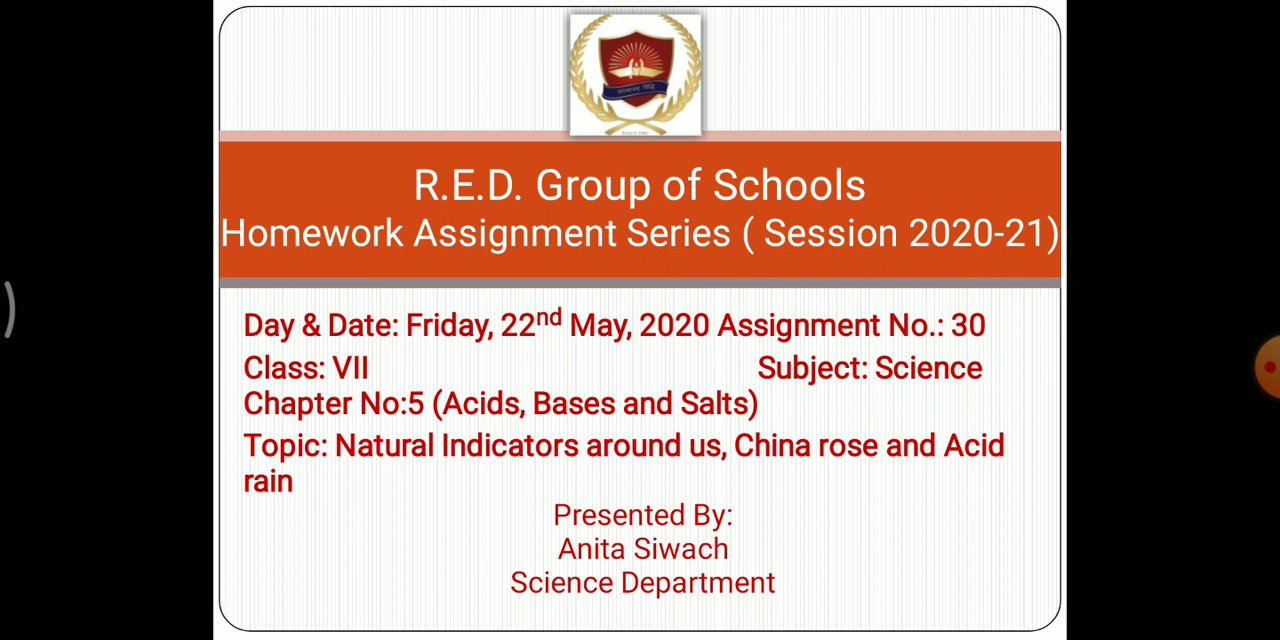 R.E.D. Group of Schools
Homework Assignment Series ( Session 2020-21)
Day & Date: Friday, 22nd May, 2020 Assignment No.: 30
Class: VII Subject: Science
Chapter No:5 (Acids, Bases and Salts)
Topic: Natural Indicators around us, China rose and Acid
rain
Presented By:
Anita Siwach
Science Department